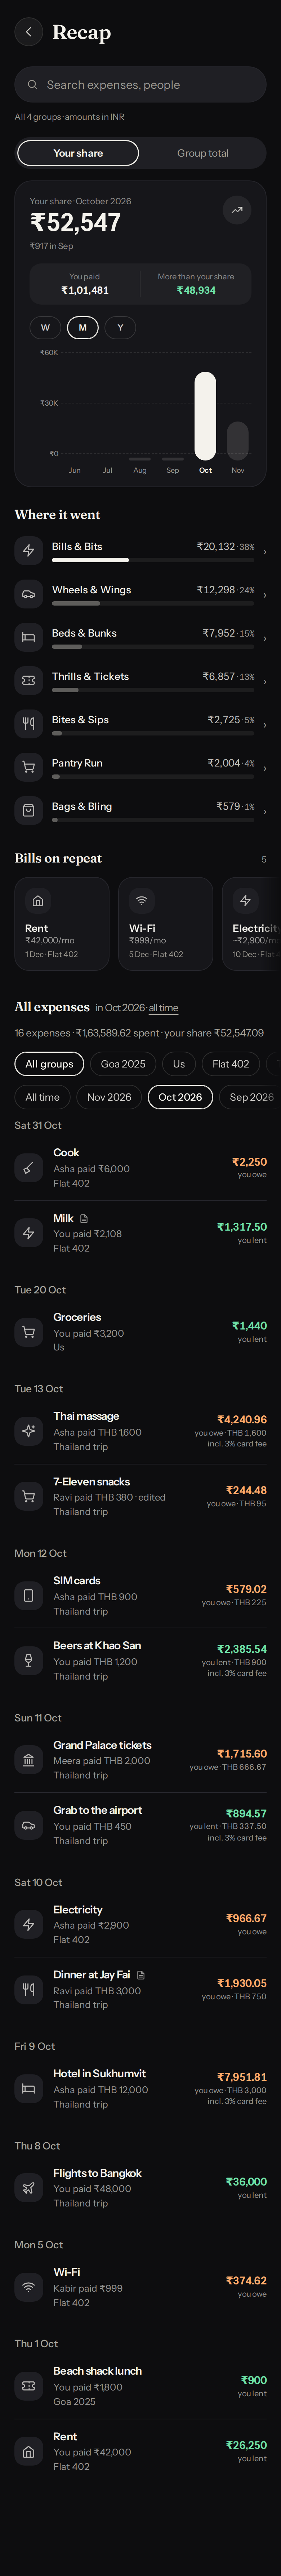 Recap
Search expenses, people
All 4 groups · amounts in INR
Your share
Group total
Your share · October 2026
₹52,547
₹917 in Sep
You paid
₹1,01,481
More than your share
₹48,934
W
M
Y
₹60K
₹30K
₹0
Jun
Jul
Aug
Sep
Oct
Nov
Where it went
Bills & Bits
₹20,132 · 38%
Wheels & Wings
₹12,298 · 24%
Beds & Bunks
₹7,952 · 15%
Thrills & Tickets
₹6,857 · 13%
Bites & Sips
₹2,725 · 5%
Pantry Run
₹2,004 · 4%
Bags & Bling
₹579 · 1%
Bills on repeat
5
Rent
₹42,000/mo
1 Dec · Flat 402
Wi-Fi
₹999/mo
5 Dec · Flat 402
Electricity
~₹2,900/mo
10 Dec · Flat
All expenses in Oct 2026 · all time
16 expenses · ₹1,63,589.62 spent · your share ₹52,547.09
All groups
Goa 2025
Us
Flat 402
All time
Nov 2026
Oct 2026
Sep 2026
Sat 31 Oct
Cook
Asha paid ₹6,000
Flat 402
₹2,250
you owe
Milk
You paid ₹2,108
Flat 402
₹1,317.50
you lent
Tue 20 Oct
Groceries
You paid ₹3,200
Us
₹1,440
you lent
Tue 13 Oct
Thai massage
Asha paid THB 1,600
Thailand trip
₹4,240.96
you owe · THB 1,600
incl. 3% card fee
7-Eleven snacks
Ravi paid THB 380 · edited
Thailand trip
₹244.48
you owe · THB 95
Mon 12 Oct
SIM cards
Asha paid THB 900
Thailand trip
₹579.02
you owe · THB 225
Beers at Khao San
You paid THB 1,200
Thailand trip
₹2,385.54
you lent · THB 900
incl. 3% card fee
Sun 11 Oct
Grand Palace tickets
Meera paid THB 2,000
Thailand trip
₹1,715.60
you owe · THB 666.67
Grab to the airport
You paid THB 450
Thailand trip
₹894.57
you lent · THB 337.50
incl. 3% card fee
Sat 10 Oct
Electricity
Asha paid ₹2,900
Flat 402
₹966.67
you owe
Dinner at Jay Fai
Ravi paid THB 3,000
Thailand trip
₹1,930.05
you owe · THB 750
Fri 9 Oct
Hotel in Sukhumvit
Asha paid THB 12,000
Thailand trip
₹7,951.81
you owe · THB 3,000
incl. 3% card fee
Thu 8 Oct
Flights to Bangkok
You paid ₹48,000
Thailand trip
₹36,000
you lent
Mon 5 Oct
Wi-Fi
Kabir paid ₹999
Flat 402
₹374.62
you owe
Thu 1 Oct
Beach shack lunch
You paid ₹1,800
Goa 2025
₹900
you lent
Rent
You paid ₹42,000
Flat 402
₹26,250
you lent